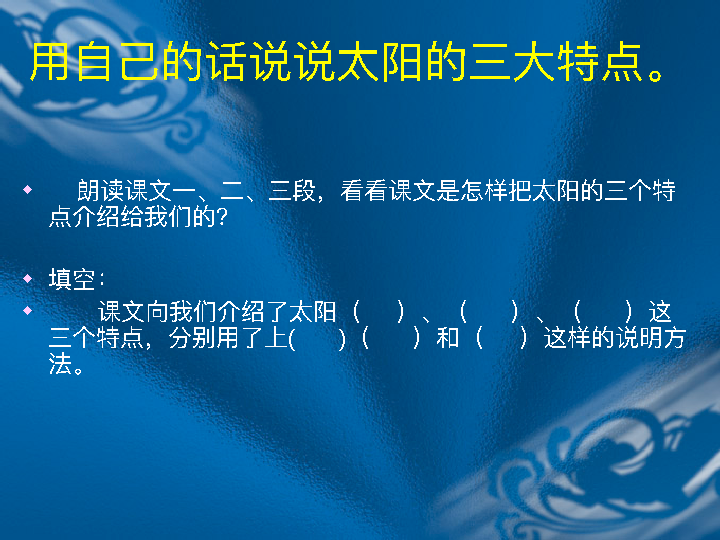 用自己的话说说太阳的三大特点。
朗读课文一、二、三段，看看课文是怎样把太阳的三个特
点介绍给我们的？
填空：
课文向我们介绍了太阳（　）、（　）、（　）这
三个特点，分别用了上(　)（　）和（　）这样的说明方
法。